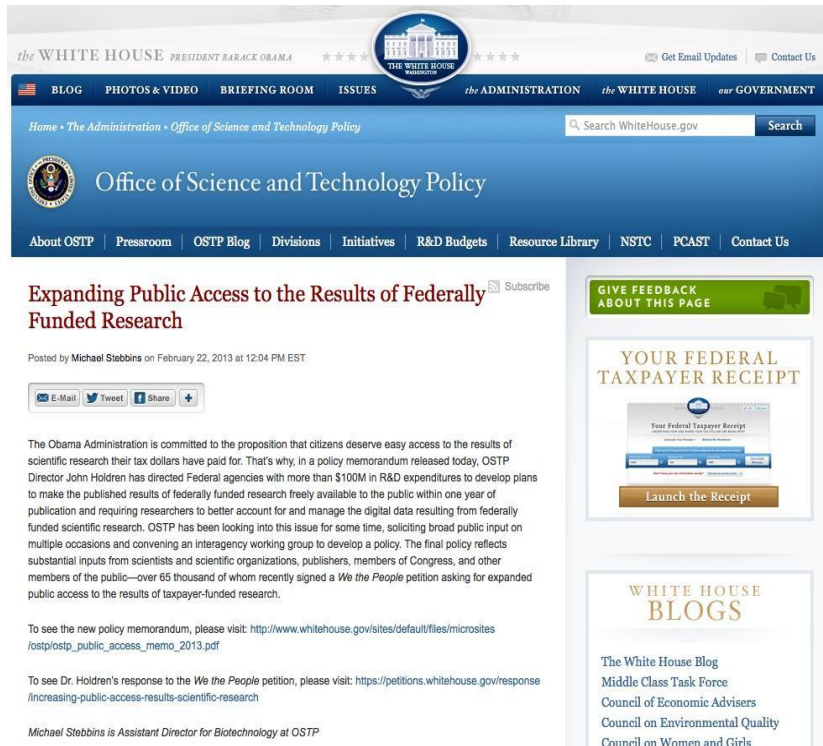 the WHITE HOUSE PRESIDENT BARACK OBAMA
THE WHITE HOUSE
WASHINGTON
Get Email Updates
Contact Us
BLOG PHOTOS & VIDEO BRIEFING ROOM ISSUES the ADMINISTRATION the WHITE HOUSE our GOVERNMENT
Home • The Administration • Office of Science and Technology Policy
Search WhiteHouse.gov
Search
Office of Science and Technology Policy
About OSTP Pressroom OSTP Blog Divisions Initiatives R&D Budgets Resource Library NSTC PCAST Contact Us
Expanding Public Access to the Results of Federally
Funded Research
Subscribe
Posted by Michael Stebbins on February 22, 2013 at 12:04 PM EST
E-Mail Tweet Share +
The Obama Administration is committed to the proposition that citizens deserve easy access to the results of
scientific research their tax dollars have paid for. That's why, in a policy memorandum released today, OSTP
Director John Holdren has directed Federal agencies with more than $100M in R&D expenditures to develop plans
to make the published results of federally funded research freely available to the public within one year of
publication and requiring researchers to better account for and manage the digital data resulting from federally
funded scientific research. OSTP has been looking into this issue for some time, soliciting broad public input on
multiple occasions and convening an interagency working group to develop a policy. The final policy reflects
substantial inputs from scientists and scientific organizations, publishers, members of Congress, and other
members of the public—over 65 thousand of whom recently signed a We the People petition asking for expanded
public access to the results of taxpayer-funded research.
To see the new policy memorandum, please visit: http://www.whitehouse.gov/sites/default/files/microsites
/ostp/ostp_public_access_memo_2013.pdf
To see Dr. Holdren's response to the We the People petition, please visit: https://petitions.whitehouse.gov/response
/increasing-public-access-results-scientific-research
Michael Stebbins is Assistant Director for Biotechnology at OSTP
GIVE FEEDBACK
ABOUT THIS PAGE
YOUR FEDERAL
TAXPAYER RECEIPT
Your Federal Taxpayer Receipt
Launch the Receipt
WHITE HOUSE
BLOGS
The White House Blog
Middle Class Task Force
Council of Economic Advisers
Council on Environmental Quality
Council on Women and Girls